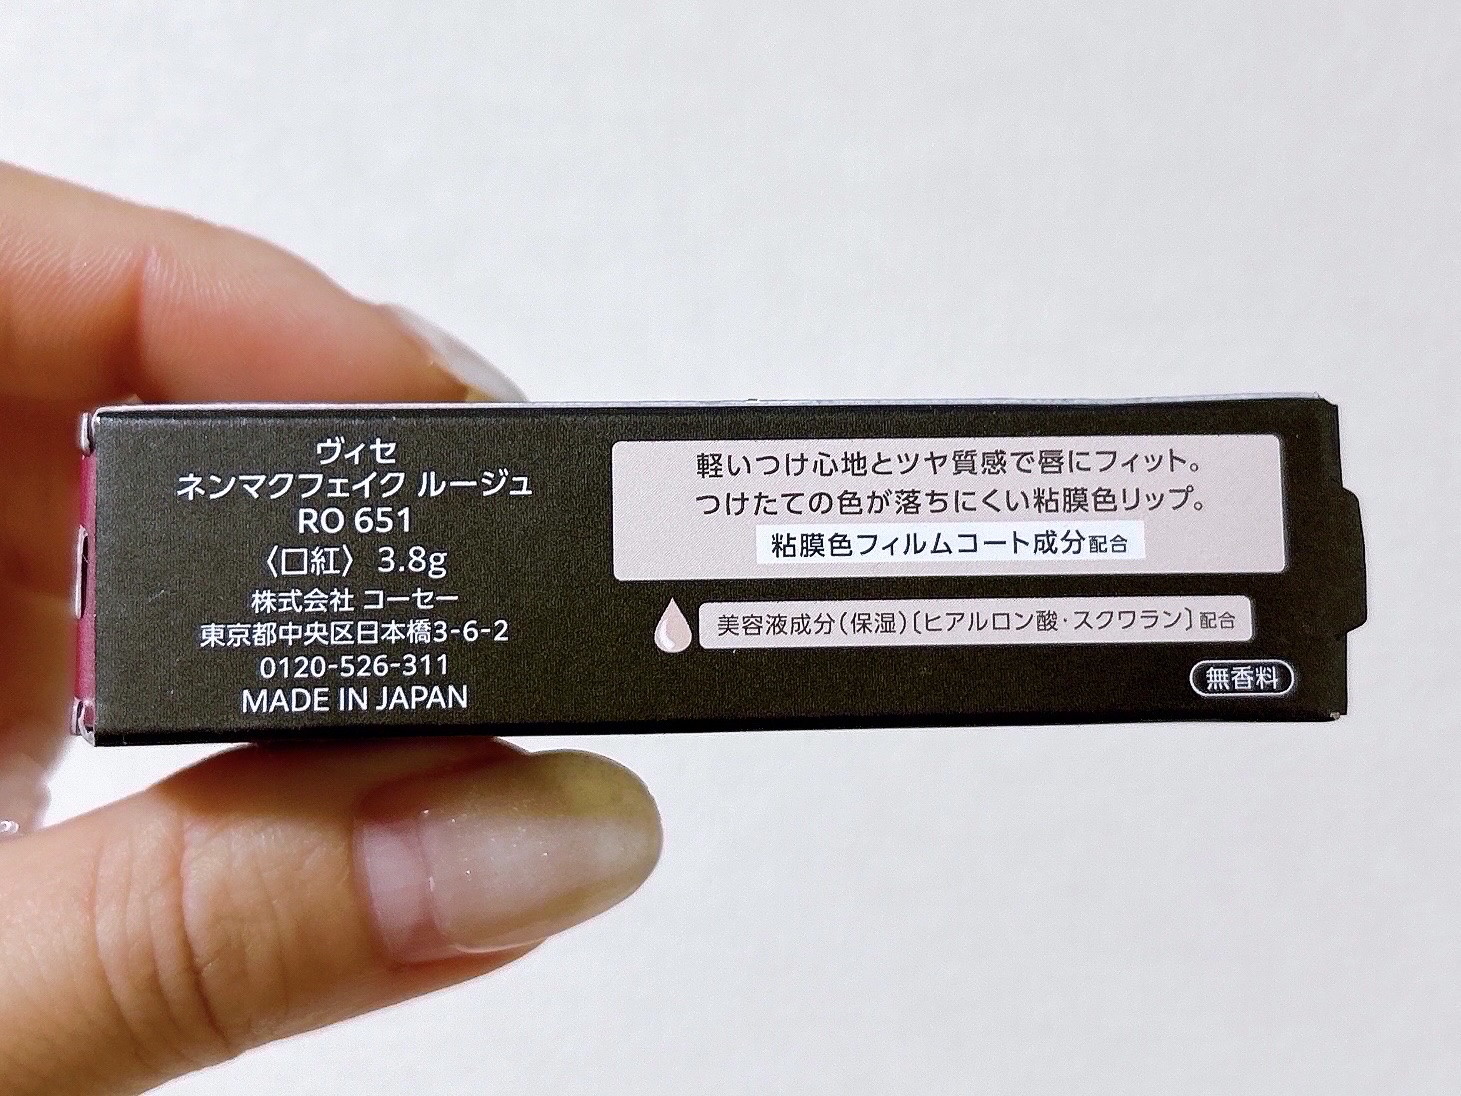 ヴィセ
ネンマクフェイク ルージュ
RO 651
〈口紅〉 3.8g
株式会社 コーセー
東京都中央区日本橋3-6-2
0120-526-311
MADE IN JAPAN
軽いつけ心地とツヤ質感で唇にフィット。
つけたての色が落ちにくい粘膜色リップ。
粘膜色フィルムコート成分配合
美容液成分(保湿)〔ヒアルロン酸・スクワラン〕配合
無香料